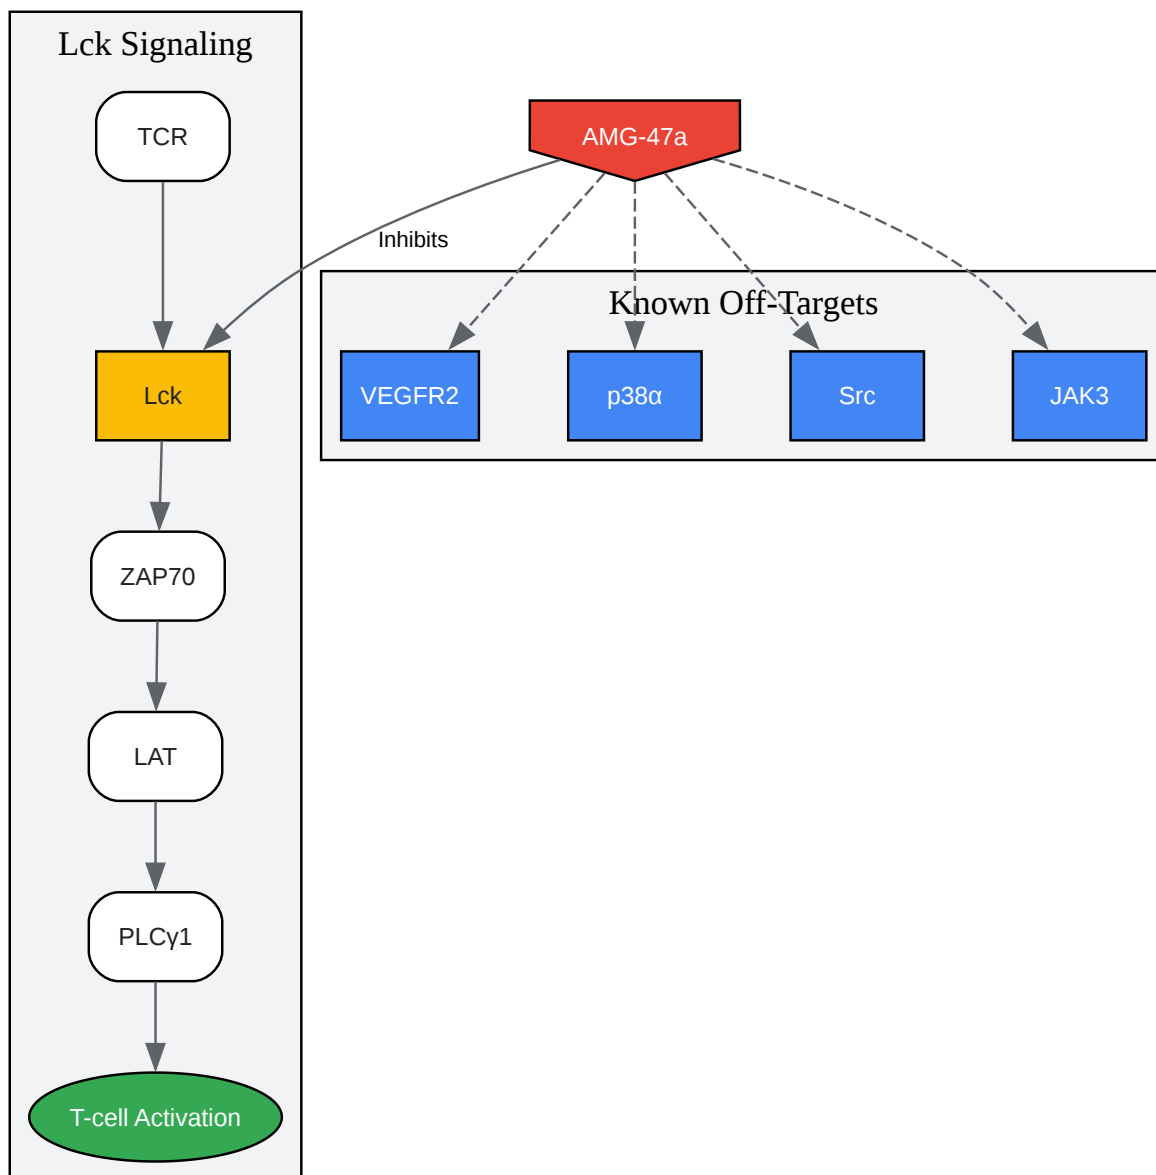 Lck Signaling
TCR
AMG-47a
Inhibits
Known Off-Targets
Lck
VEGFR2
p38α
Src
JAK3
ZAP70
LAT
PLCγ1
T-cell Activation